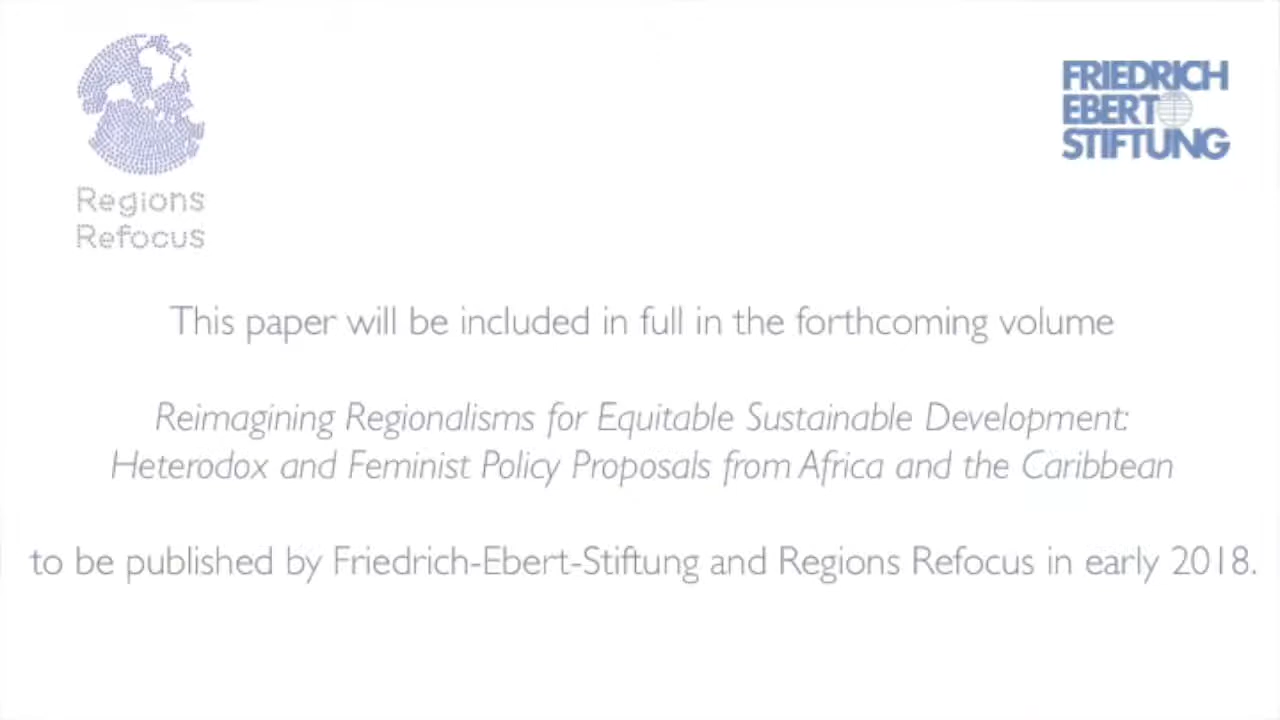 Regions
Refocus
FRIEDRICH
EBERT
STIFTUNG
This paper will be included in full in the forthcoming volume
Reimagining Regionalisms for Equitable Sustainable Development:
Heterodox and Feminist Policy Proposals from Africa and the Caribbean
to be published by Friedrich-Ebert-Stiftung and Regions Refocus in early 2018.